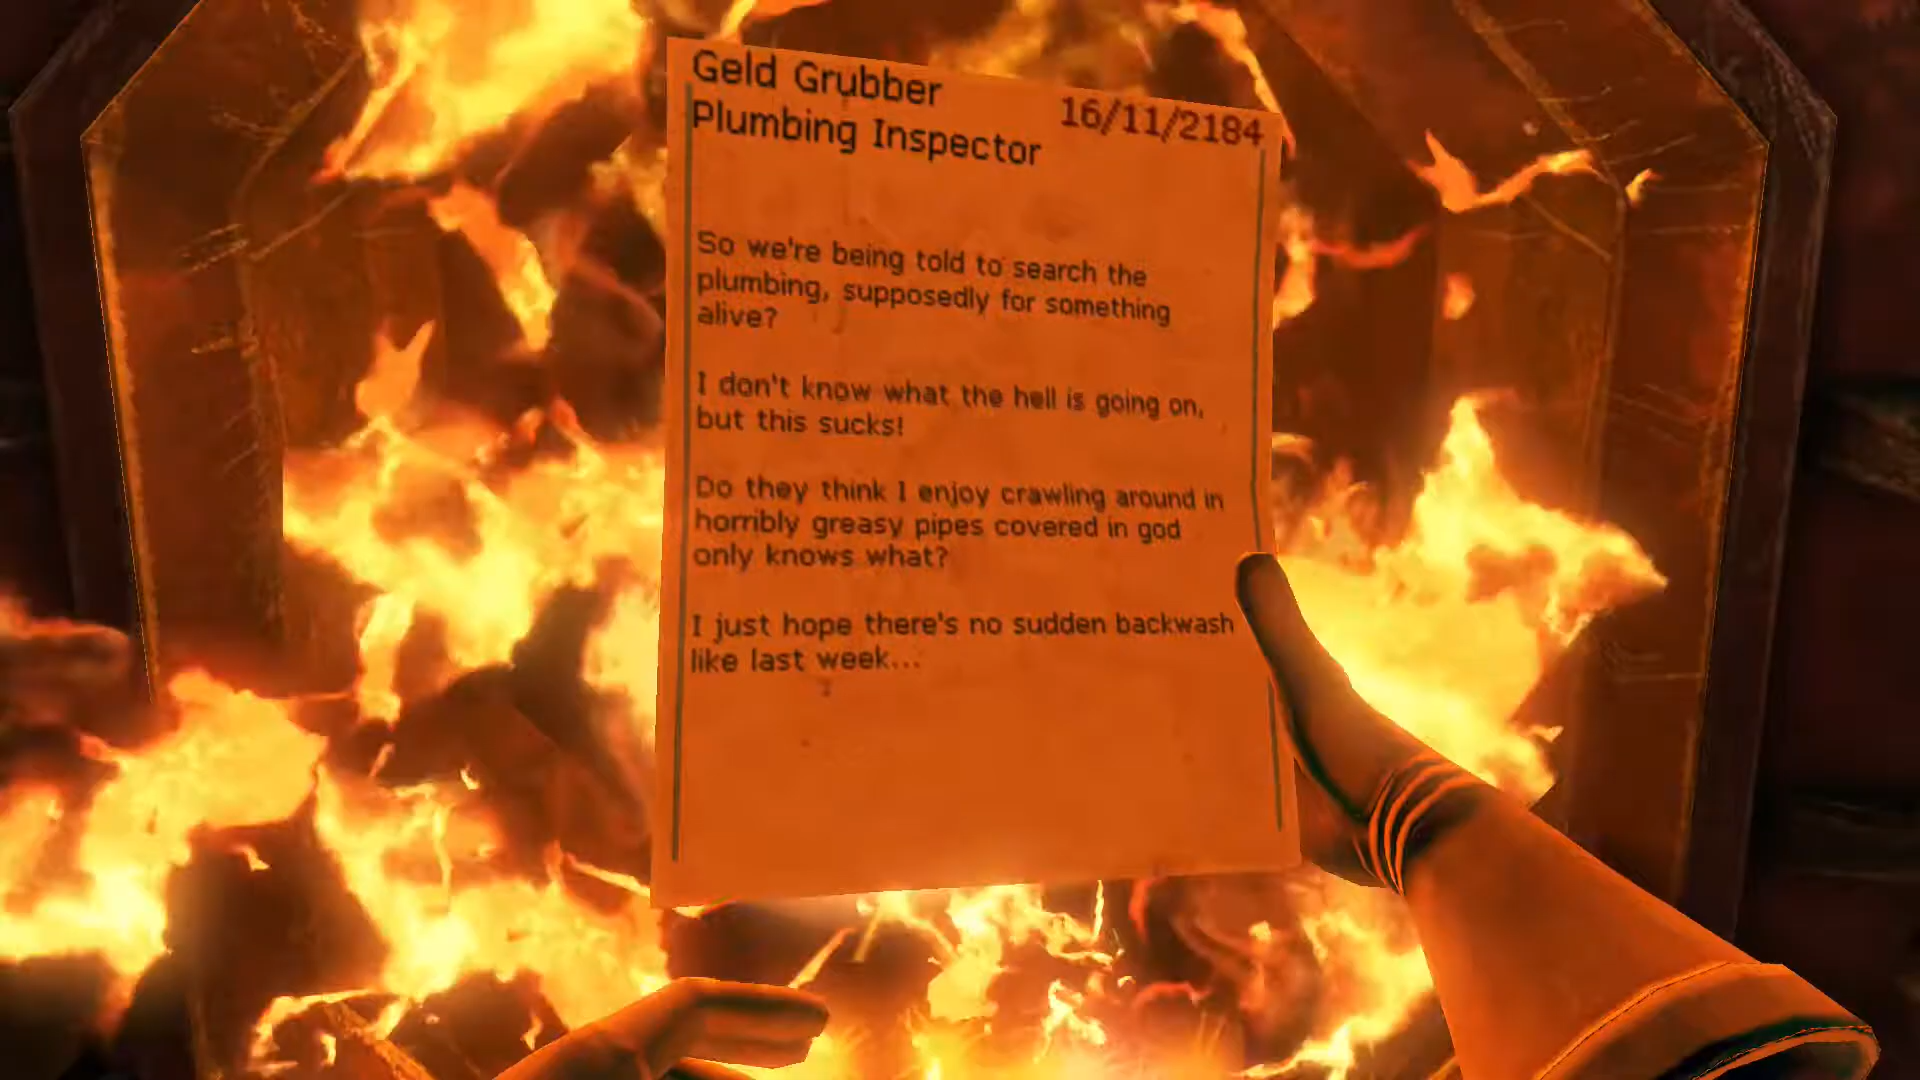 Geld Grubber
Plumbing Inspector
16/11/2184
So we're being told to search the
plumbing, supposedly for something
alive?
I don't know what the hell is going on,
but this sucks!
Do they think I enjoy crawling around in
horribly greasy pipes covered in god
only knows what?
I just hope there's no sudden backwash
like last week...